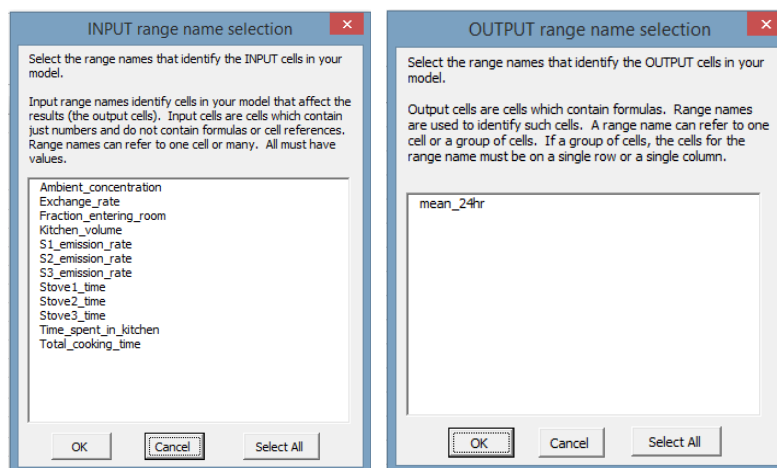 INPUT range name selection
Select the range names that identify the INPUT cells in your
model.
Input range names identify cells in your model that affect the
results (the output cells). Input cells are cells which contain
just numbers and do not contain formulas or cell references.
Range names can refer to one cell or many. All must have
values.
Ambient_concentration
Exchange_rate
Fraction_entering_room
Kitchen_volume
S1_emission_rate
S2_emission_rate
S3_emission_rate
Stove1_time
Stove2_time
Stove3_time
Time_spent_in_kitchen
Total_cooking_time
OK Cancel Select All
OUTPUT range name selection
Select the range names that identify the OUTPUT cells in your
model.
Output cells are cells which contain formulas. Range names
are used to identify such cells. A range name can refer to one
cell or a group of cells. If a group of cells, the cells for the
range name must be on a single row or a single column.
mean_24hr
OK Cancel Select All